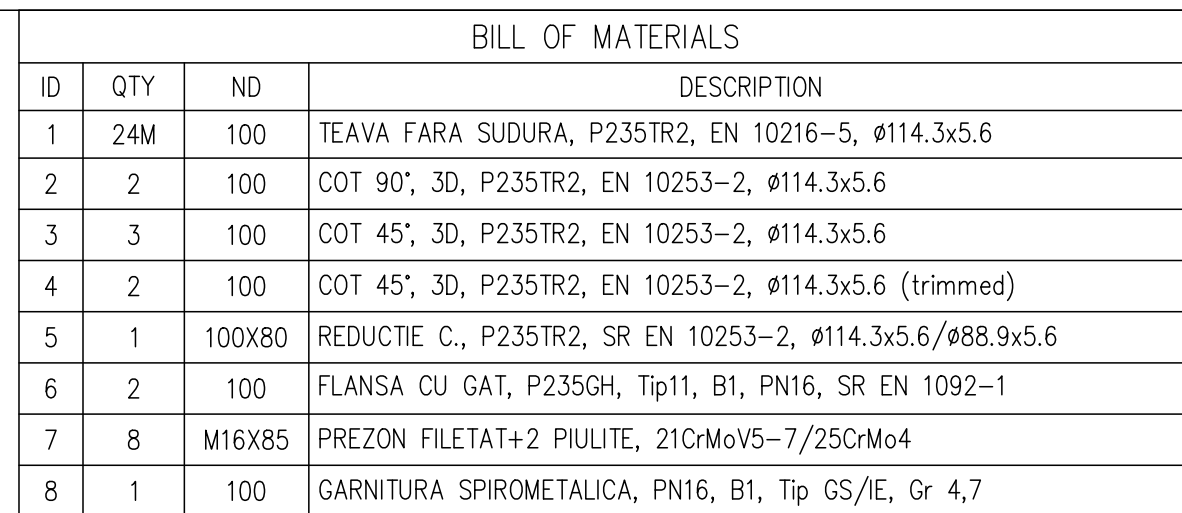 BILL OF MATERIALS
ID QTY ND DESCRIPTION
1 24M 100 TEAVA FARA SUDURA, P235TR2, EN 10216-5, ø114.3x5.6
2 2 100 COT 90°, 3D, P235TR2, EN 10253-2, ø114.3x5.6
3 3 100 COT 45°, 3D, P235TR2, EN 10253-2, ø114.3x5.6
4 2 100 COT 45°, 3D, P235TR2, EN 10253-2, ø114.3x5.6 (trimmed)
5 1 100X80 REDUCTIE C., P235TR2, SR EN 10253-2, ø114.3x5.6/ø88.9x5.6
6 2 100 FLANSA CU GAT, P235GH, Tip11, B1, PN16, SR EN 1092-1
7 8 M16X85 PREZON FILETAT+2 PIULITE, 21CrMoV5-7/25CrMo4
8 1 100 GARNITURA SPIROMETALICA, PN16, B1, Tip GS/IE, Gr 4,7